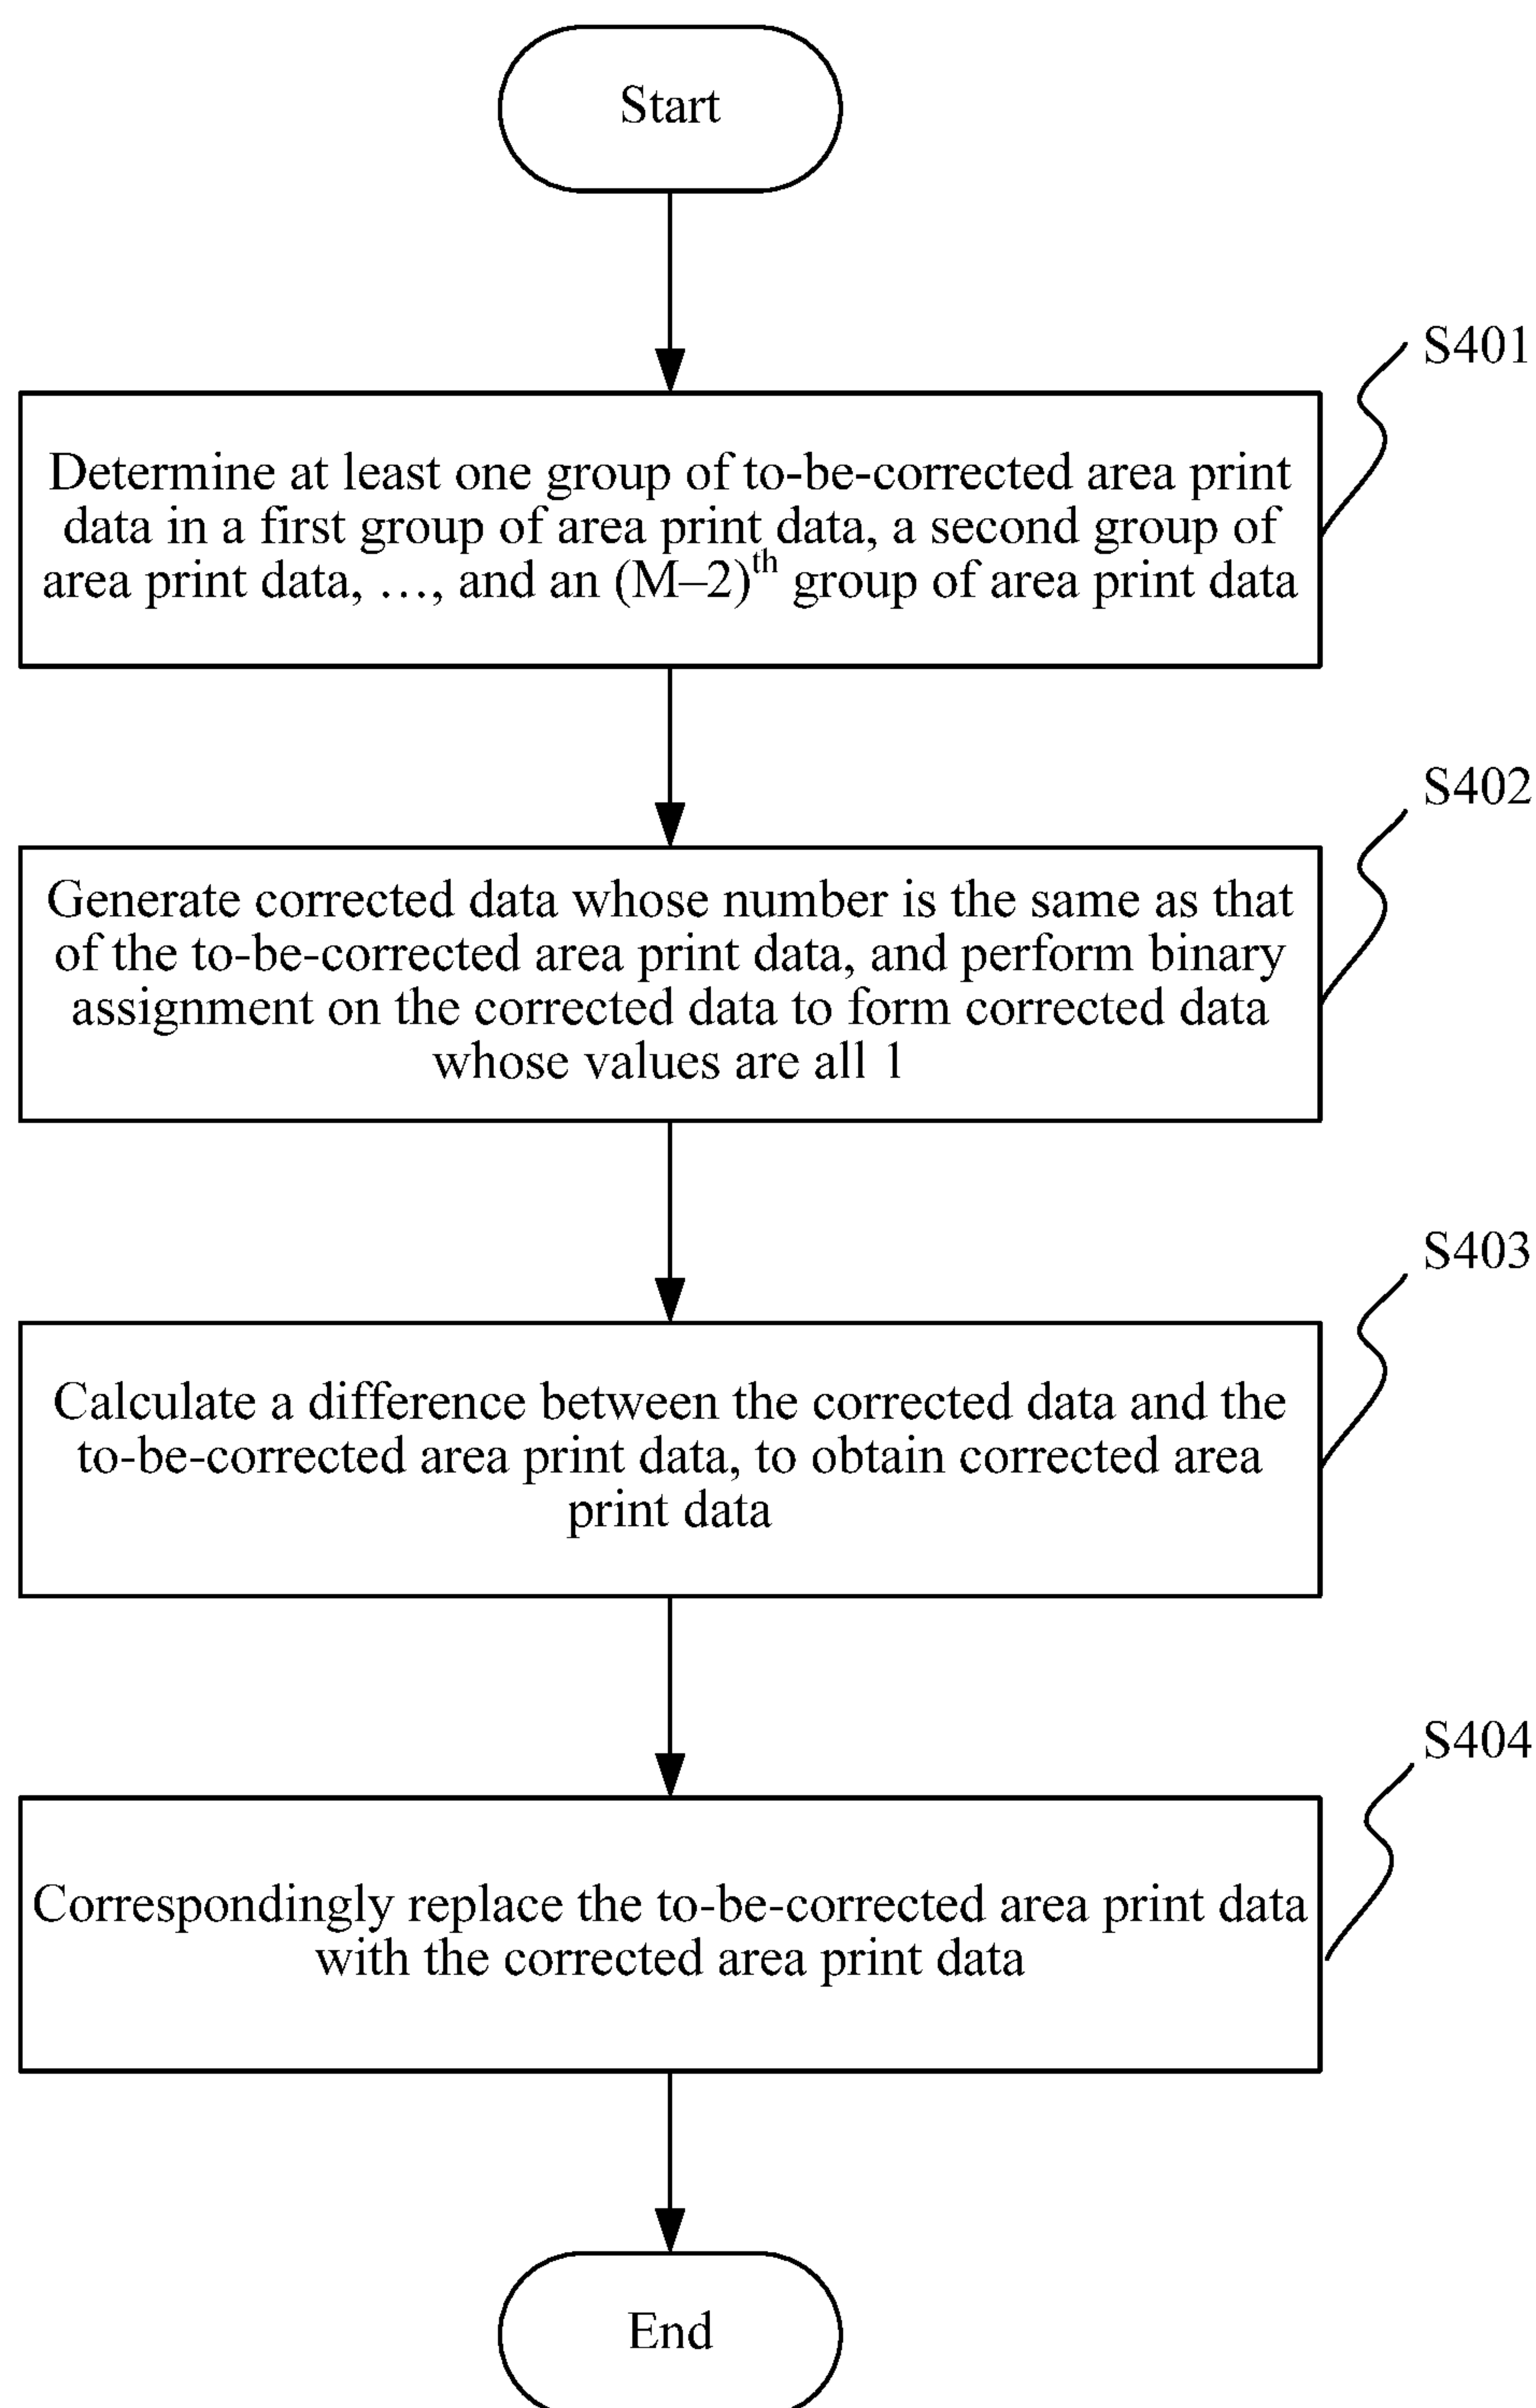 Start
S401
Determine at least one group of to-be-corrected area print
data in a first group of area print data, a second group of
area print data, …, and an (M–2)th group of area print data
S402
Generate corrected data whose number is the same as that
of the to-be-corrected area print data, and perform binary
assignment on the corrected data to form corrected data
whose values are all 1
S403
Calculate a difference between the corrected data and the
to-be-corrected area print data, to obtain corrected area
print data
S404
Correspondingly replace the to-be-corrected area print data
with the corrected area print data
End